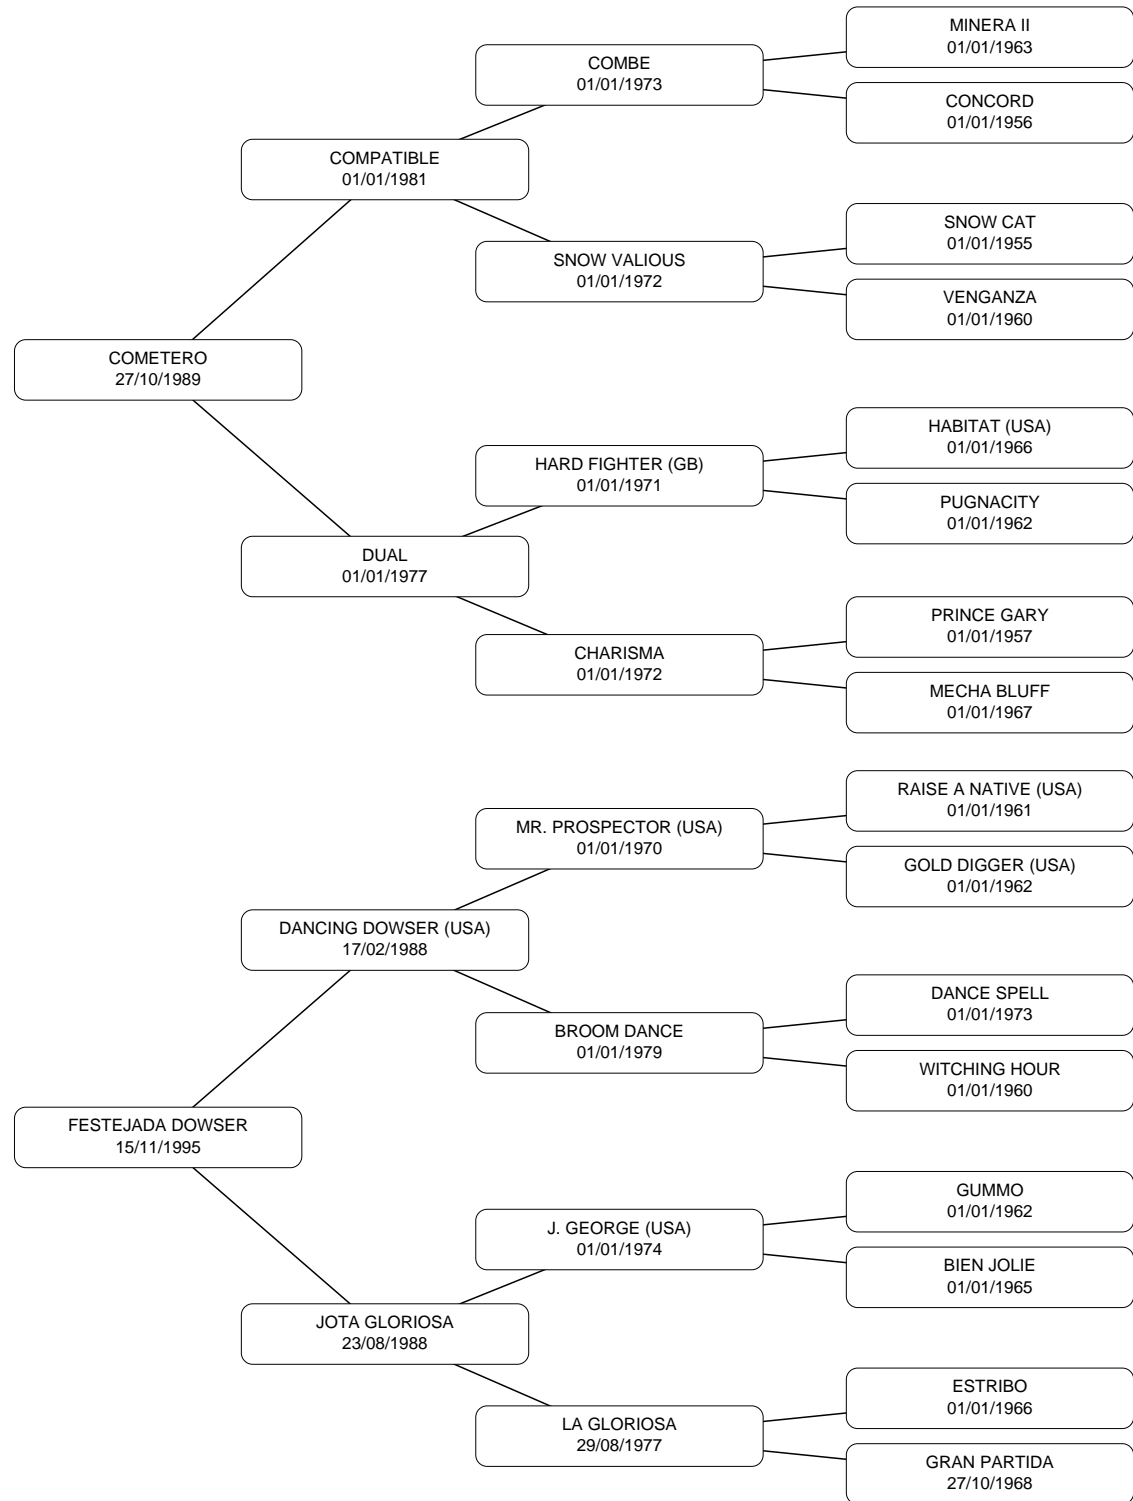 MINERA II
01/01/1963
COMBE
01/01/1973
CONCORD
01/01/1956
COMPATIBLE
01/01/1981
SNOW CAT
01/01/1955
SNOW VALIOUS
01/01/1972
VENGANZA
01/01/1960
COMETERO
27/10/1989
HABITAT (USA)
01/01/1966
HARD FIGHTER (GB)
01/01/1971
PUGNACITY
01/01/1962
DUAL
01/01/1977
PRINCE GARY
01/01/1957
CHARISMA
01/01/1972
MECHA BLUFF
01/01/1967
RAISE A NATIVE (USA)
01/01/1961
MR. PROSPECTOR (USA)
01/01/1970
GOLD DIGGER (USA)
01/01/1962
DANCING DOWSER (USA)
17/02/1988
DANCE SPELL
01/01/1973
BROOM DANCE
01/01/1979
WITCHING HOUR
01/01/1960
FESTEJADA DOWSER
15/11/1995
GUMMO
01/01/1962
J. GEORGE (USA)
01/01/1974
BIEN JOLIE
01/01/1965
JOTA GLORIOSA
23/08/1988
ESTRIBO
01/01/1966
LA GLORIOSA
29/08/1977
GRAN PARTIDA
27/10/1968